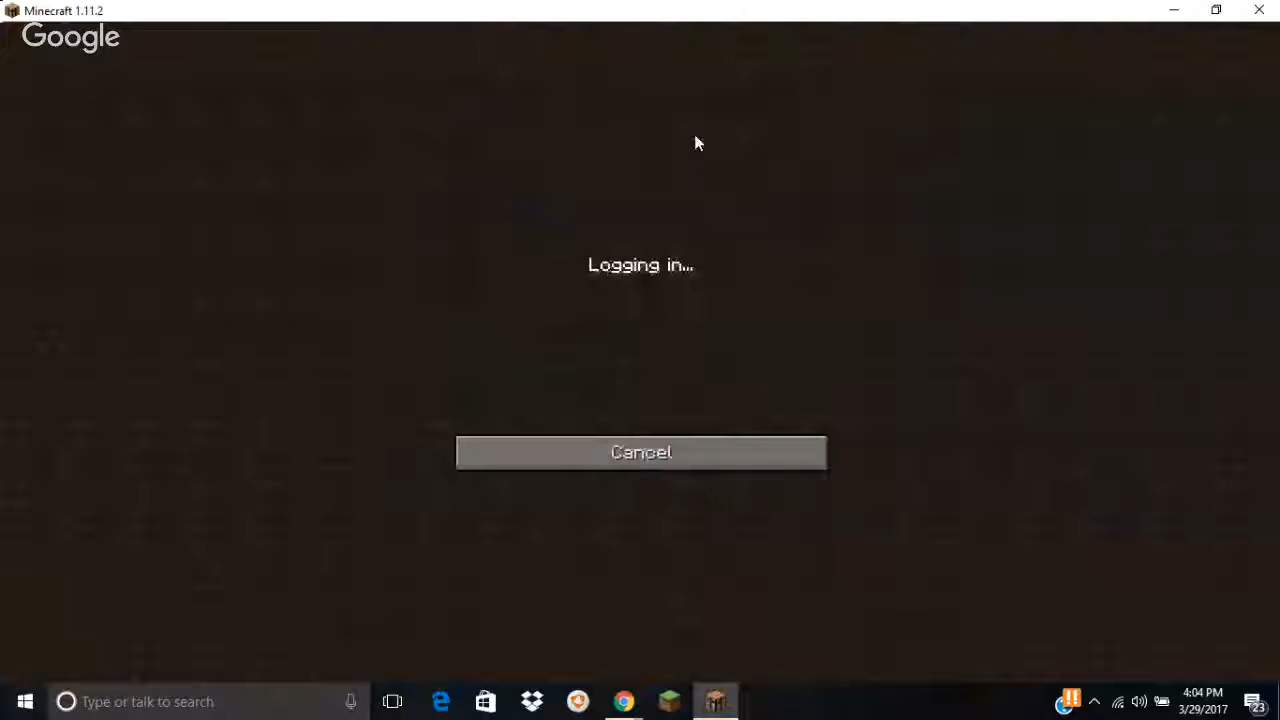 Minecraft 1.11.2
Google
Logging in...
Cancel
Type or talk to search
4:04 PM
3/29/2017
23